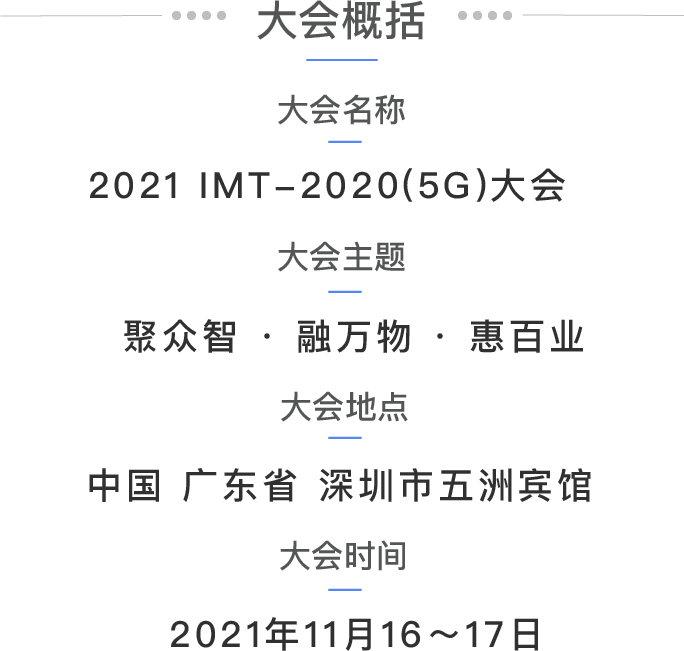 大会概括
大会名称
2021 IMT-2020(5G)大会
大会主题
聚众智 · 融万物 · 惠百业
大会地点
中国 广东省 深圳市五洲宾馆
大会时间
2021年11月16～17日